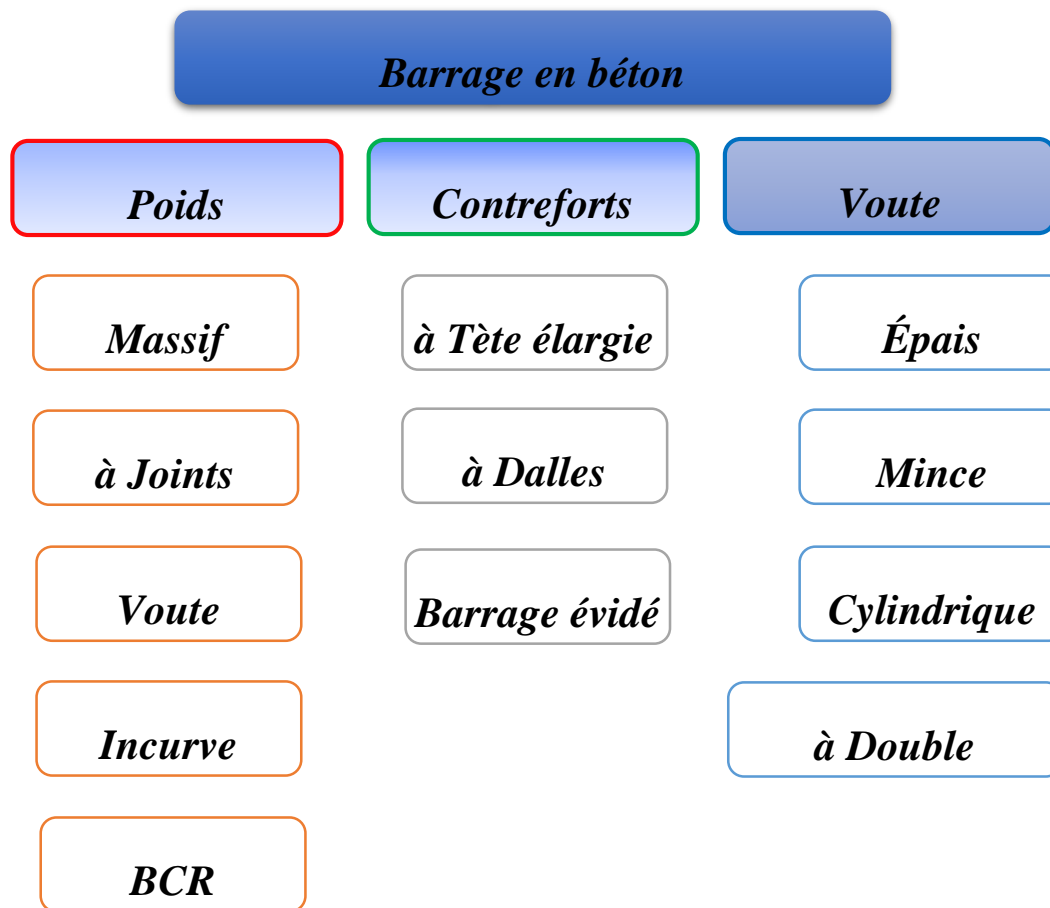 Barrage en béton
Poids
Contreforts
Voute
Massif
à Tète élargie
Épais
à Joints
à Dalles
Mince
Voute
Barrage évidé
Cylindrique
Incurve
à Double
BCR